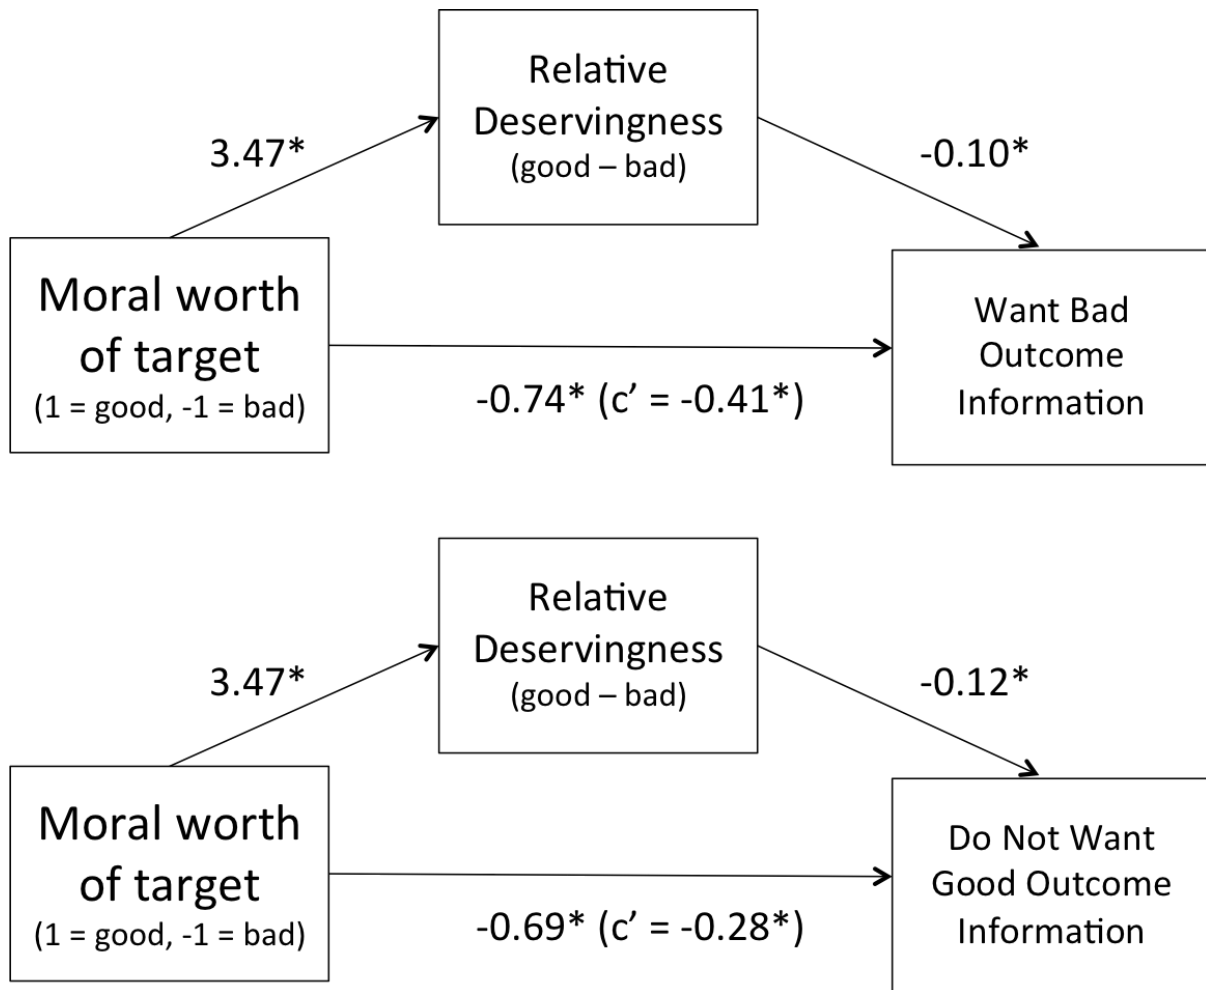 Relative
Deservingness
(good – bad)
3.47*
-0.10*
Moral worth
of target
(1 = good, -1 = bad)
Want Bad
Outcome
Information
-0.74* (c’ = -0.41*)
Relative
Deservingness
(good – bad)
3.47*
-0.12*
Moral worth
of target
(1 = good, -1 = bad)
Do Not Want
Good Outcome
Information
-0.69* (c’ = -0.28*)